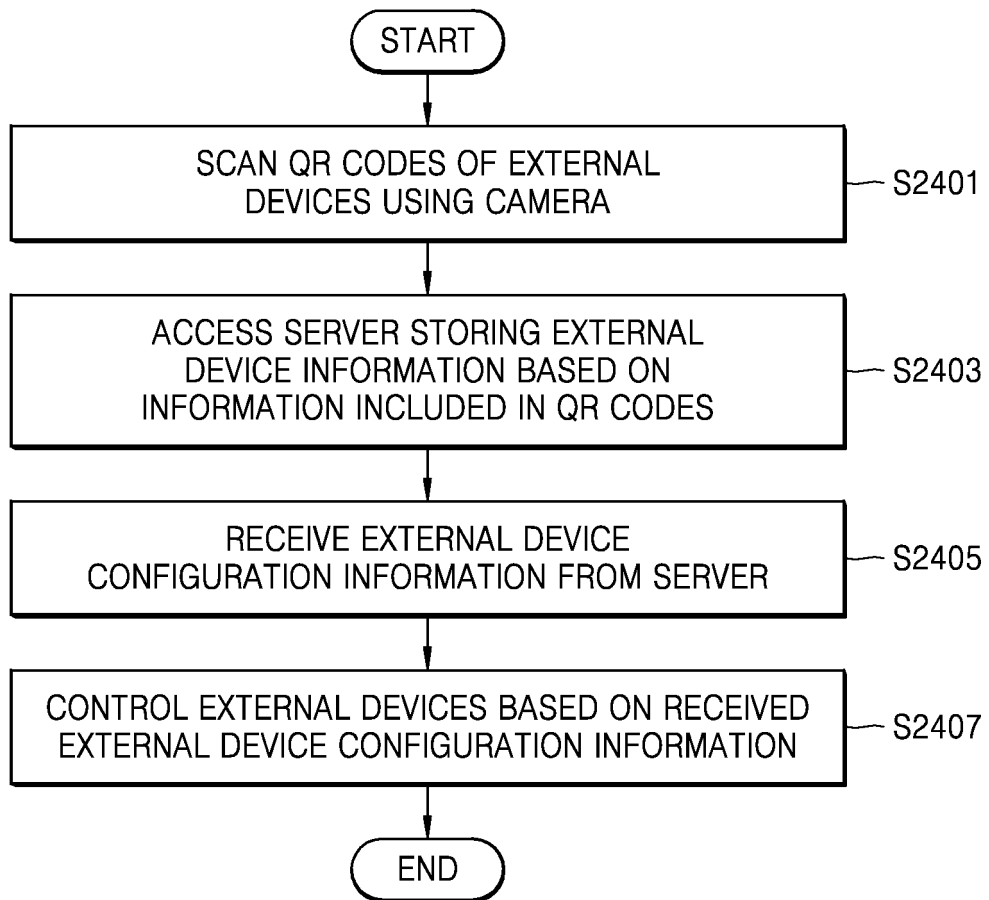 START
SCAN QR CODES OF EXTERNAL
DEVICES USING CAMERA
S2401
ACCESS SERVER STORING EXTERNAL
DEVICE INFORMATION BASED ON
INFORMATION INCLUDED IN QR CODES
S2403
RECEIVE EXTERNAL DEVICE
CONFIGURATION INFORMATION FROM SERVER
S2405
CONTROL EXTERNAL DEVICES BASED ON RECEIVED
EXTERNAL DEVICE CONFIGURATION INFORMATION
S2407
END